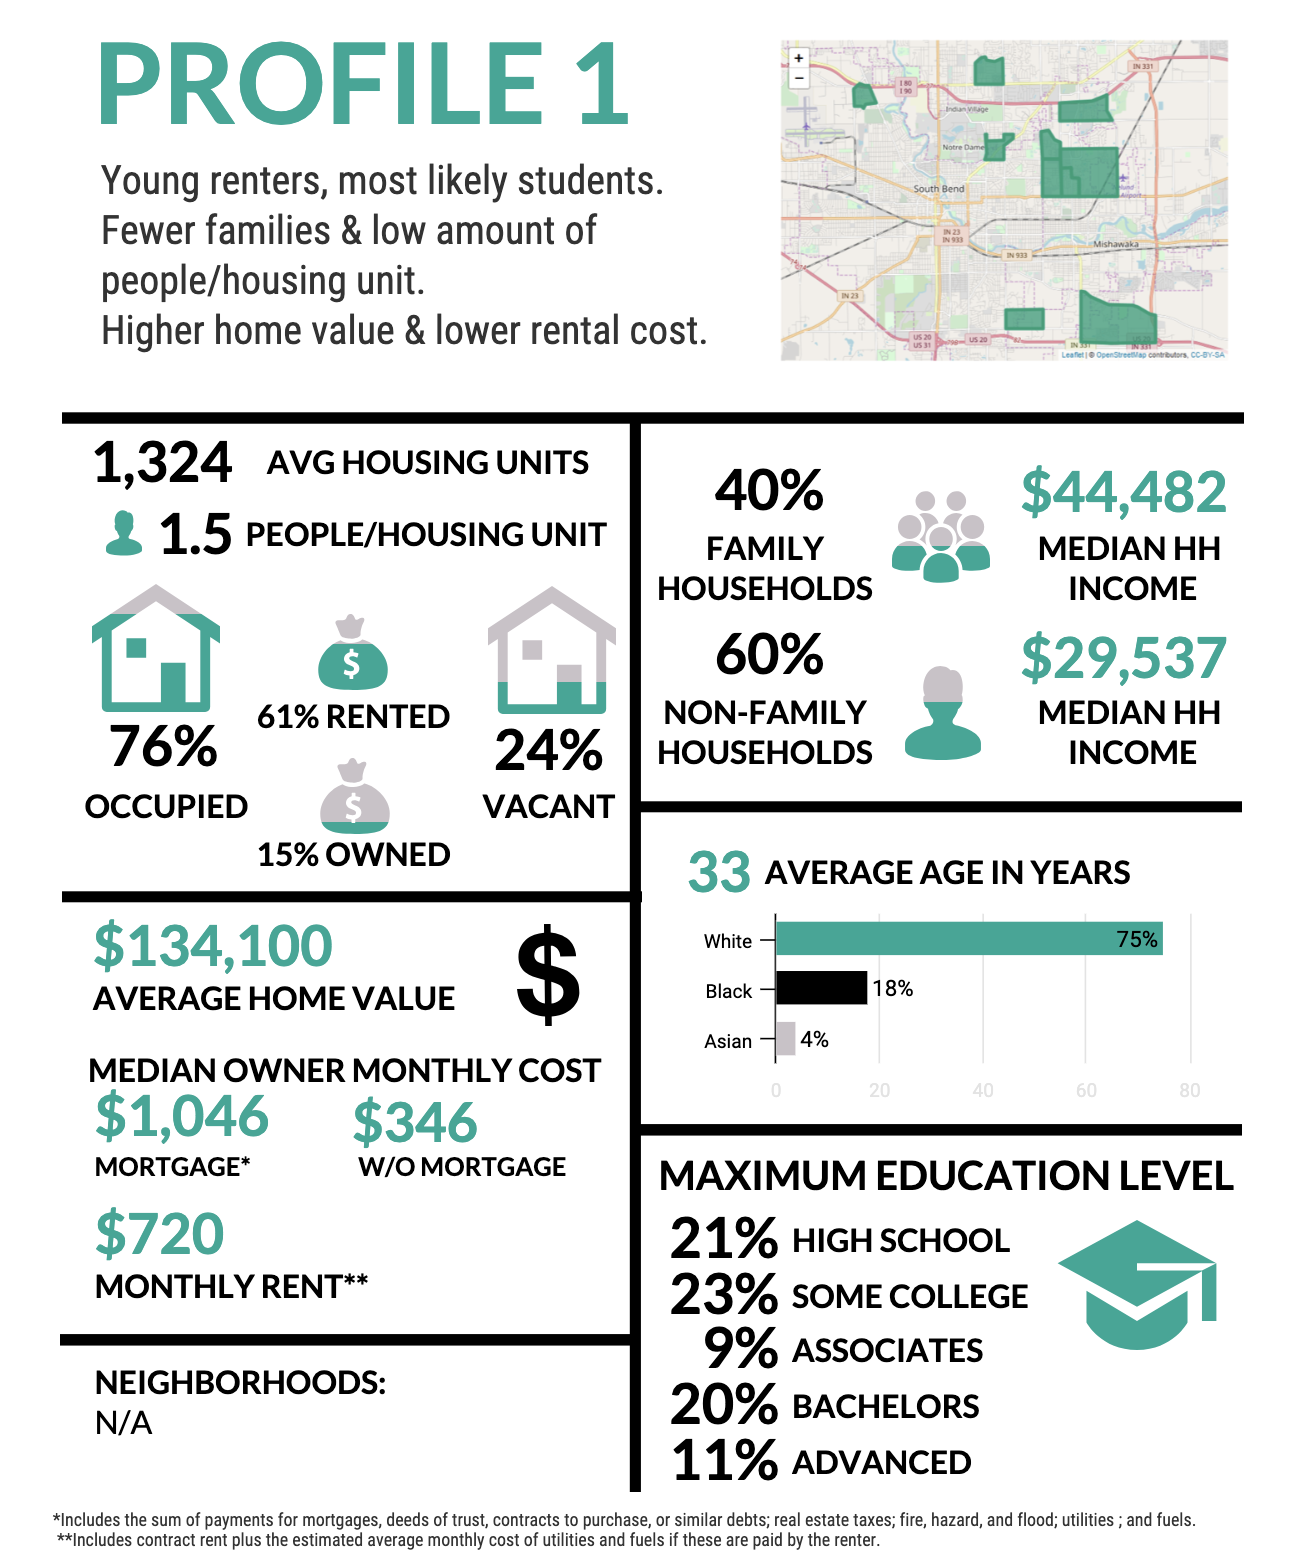 PROFILE 1
Young renters, most likely students.
Fewer families & low amount of
people/housing unit.
Higher home value & lower rental cost.
+
−
I 80
I 90
IN 331
Indian Village
Notre Dame
South Bend
IN 23
IN 933
IN 933
Mishawaka
IN 23
US 20
US 31
US 20
IN 331
IN 331
Leaflet | © OpenStreetMap contributors, CC-BY-SA
1,324 AVG HOUSING UNITS
1.5 PEOPLE/HOUSING UNIT
$
61% RENTED
76%
OCCUPIED
24%
VACANT
$
15% OWNED
40%
FAMILY
HOUSEHOLDS
$44,482
MEDIAN HH
INCOME
60%
NON-FAMILY
HOUSEHOLDS
$29,537
MEDIAN HH
INCOME
33 AVERAGE AGE IN YEARS
White 75%
Black 18%
Asian 4%
0 20 40 60 80
$134,100
AVERAGE HOME VALUE
$
MEDIAN OWNER MONTHLY COST
$1,046 $346
MORTGAGE* W/O MORTGAGE
$720
MONTHLY RENT**
MAXIMUM EDUCATION LEVEL
21% HIGH SCHOOL
23% SOME COLLEGE
9% ASSOCIATES
20% BACHELORS
11% ADVANCED
NEIGHBORHOODS:
N/A
*Includes the sum of payments for mortgages, deeds of trust, contracts to purchase, or similar debts; real estate taxes; fire, hazard, and flood; utilities ; and fuels.
**Includes contract rent plus the estimated average monthly cost of utilities and fuels if these are paid by the renter.